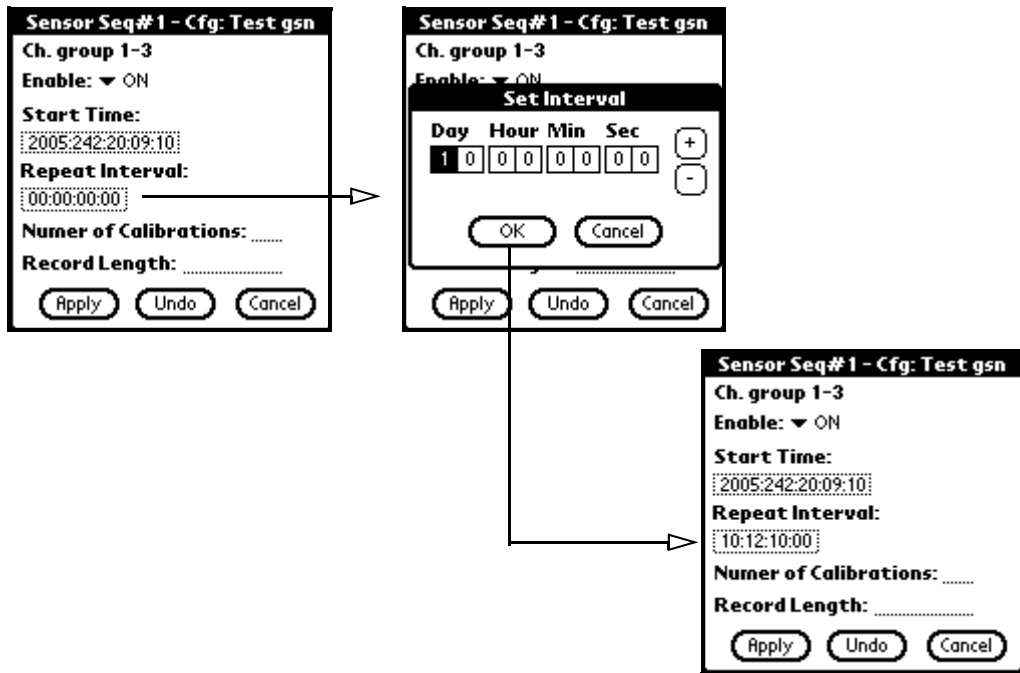 Sensor Seq#1 - Cfg: Test gsn
Ch. group 1-3
Enable: ON
Start Time:
2005:242:20:09:10
Repeat Interval:
00:00:00:00
Numer of Calibrations:
Record Length:
Apply Undo Cancel
Sensor Seq#1 - Cfg: Test gsn
Ch. group 1-3
Enable: ON
Set Interval
Day Hour Min Sec
1 0 0 0 0 0 0 0
+
-
OK Cancel
Apply Undo Cancel
Sensor Seq#1 - Cfg: Test gsn
Ch. group 1-3
Enable: ON
Start Time:
2005:242:20:09:10
Repeat Interval:
10:12:10:00
Numer of Calibrations:
Record Length:
Apply Undo Cancel